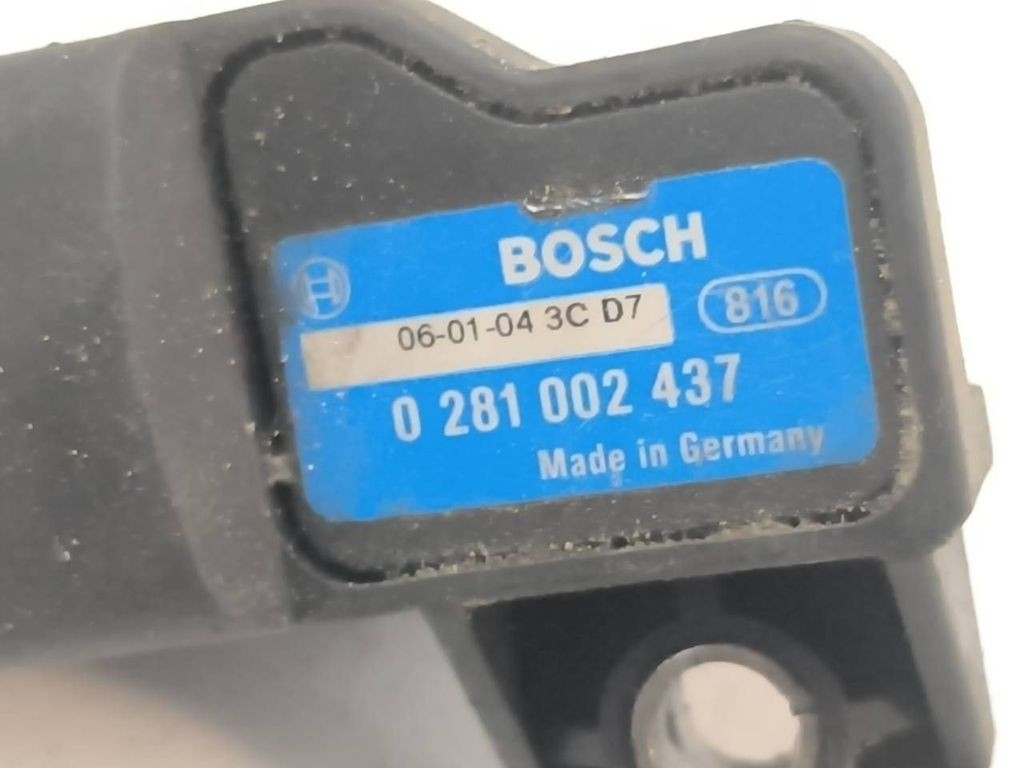 BOSCH
06-01-04 3C D7
816
0 281 002 437
Made in Germany